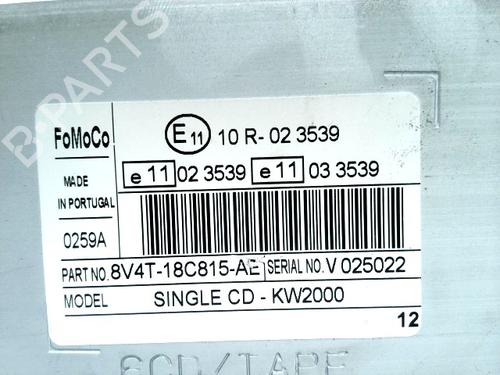 B-PARTS
FoMoCo
E11 10 R- 02 3539
e 11 02 3539 e 11 03 3539
MADE
IN PORTUGAL
0259A
PART NO. 8V4T-18C815-AE SERIAL NO. V 025022
MODEL SINGLE CD - KW2000
12
6CD/TAPE